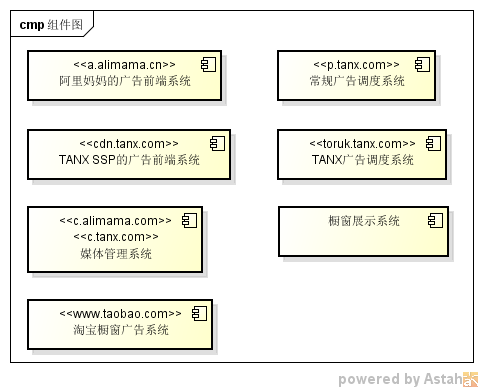 cmp 组件图
<<a.alimama.cn>>
阿里妈妈的广告前端系统
<<p.tanx.com>>
常规广告调度系统
<<cdn.tanx.com>>
TANX SSP的广告前端系统
<<toruk.tanx.com>>
TANX广告调度系统
<<c.alimama.com>>
<<c.tanx.com>>
媒体管理系统
橱窗展示系统
<<www.taobao.com>>
淘宝橱窗广告系统
powered by Astah